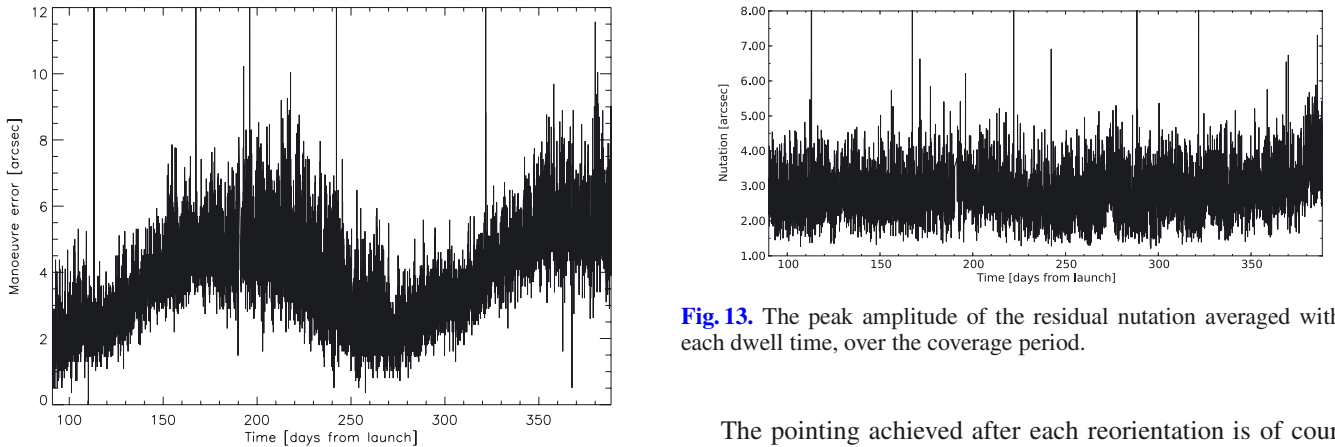 12
10
8
6
4
2
0
Manoeuvre error [arcsec]
100 150 200 250 300 350
Time [days from launch]
8.00
7.00
6.00
5.00
4.00
3.00
2.00
1.00
Nutation [arcsec]
100 150 200 250 300 350
Time [days from launch]
Fig. 13. The peak amplitude of the residual nutation averaged with
each dwell time, over the coverage period.
The pointing achieved after each reorientation is of cour